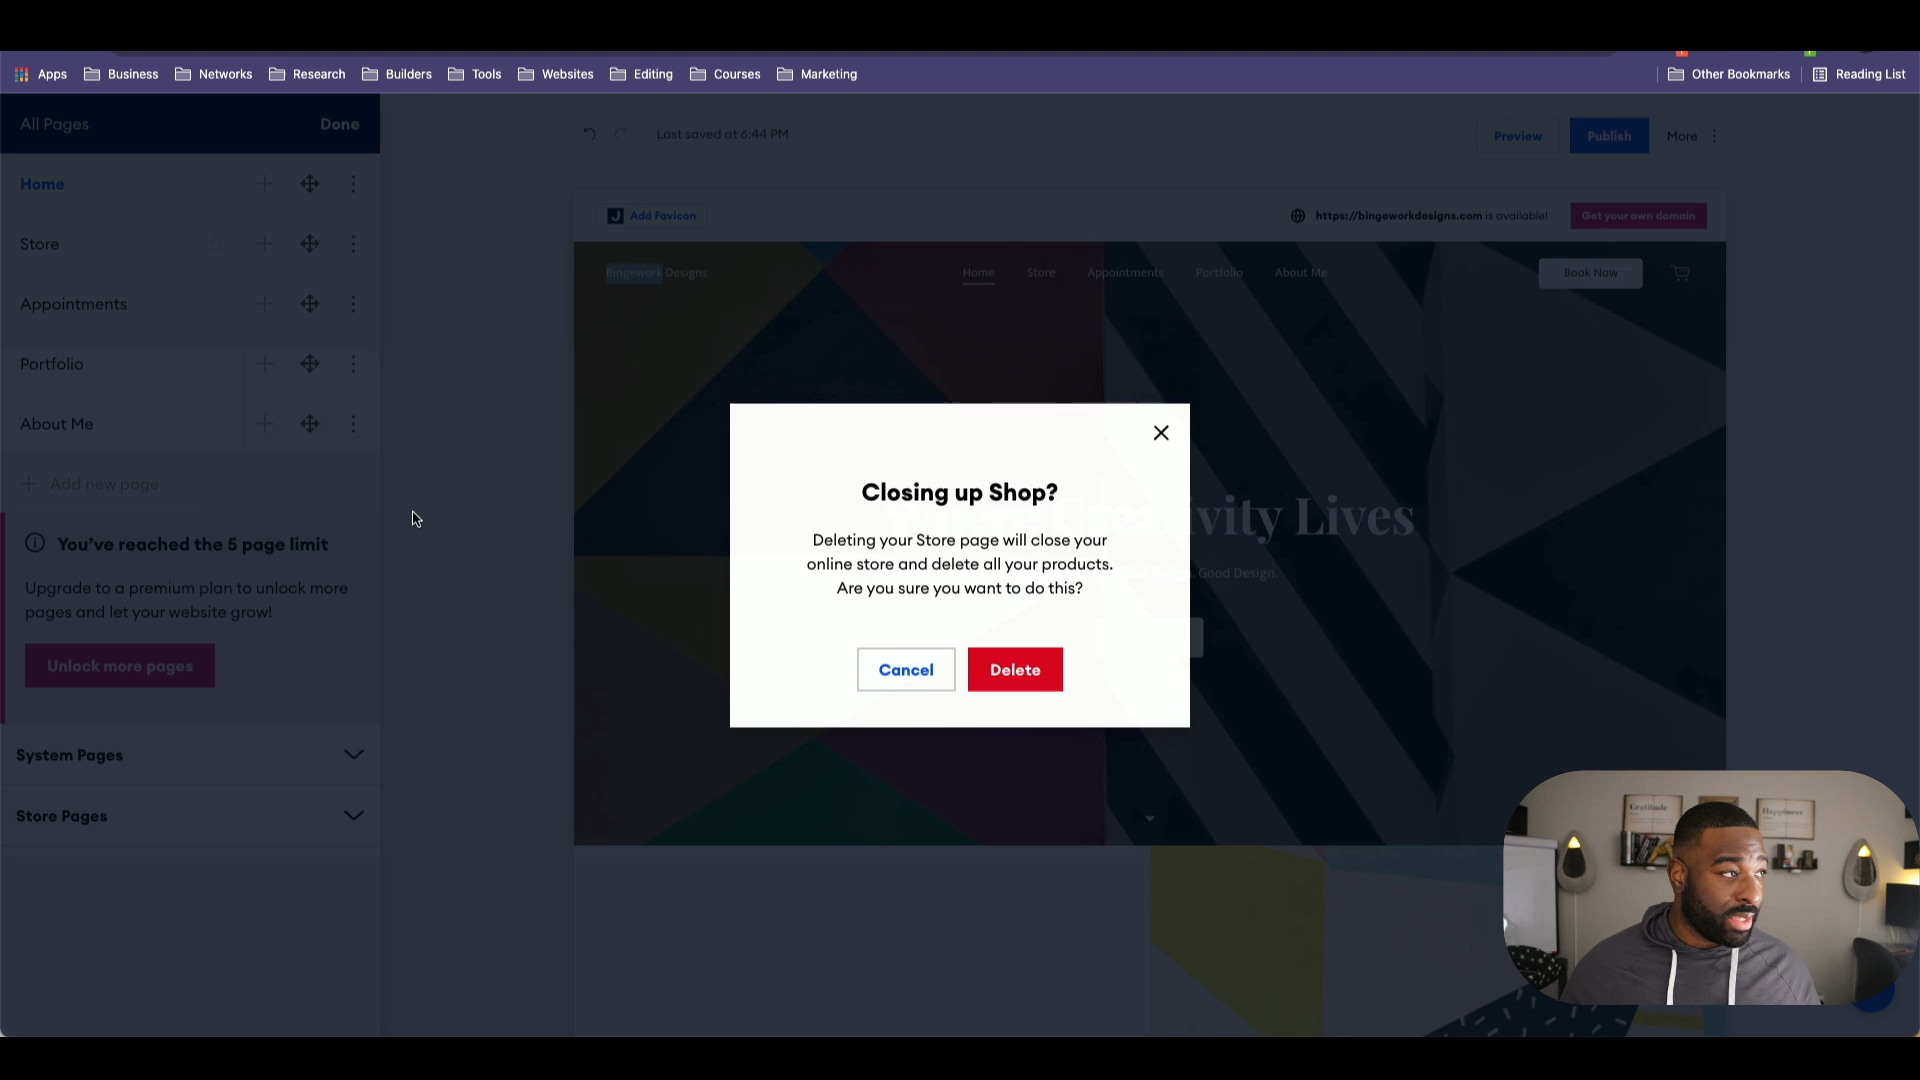 Apps
Business
Networks
Research
Builders
Tools
Websites
Editing
Courses
Marketing
Other Bookmarks
Reading List
All Pages
Done
Last saved at 6:44 PM
Preview
Publish
More
Home
Store
Appointments
Portfolio
About Me
Add new page
You've reached the 5 page limit
Upgrade to a premium plan to unlock more
pages and let your website grow!
Unlock more pages
System Pages
Store Pages
Add Favicon
https://bingeworkdesigns.com is available!
Get your own domain
Bingework Designs
Home
Store
Appointments
Portfolio
About Me
Book Now
Lives
Good Design.
Closing up Shop?
Deleting your Store page will close your
online store and delete all your products.
Are you sure you want to do this?
Cancel
Delete
Gratitude
Happiness